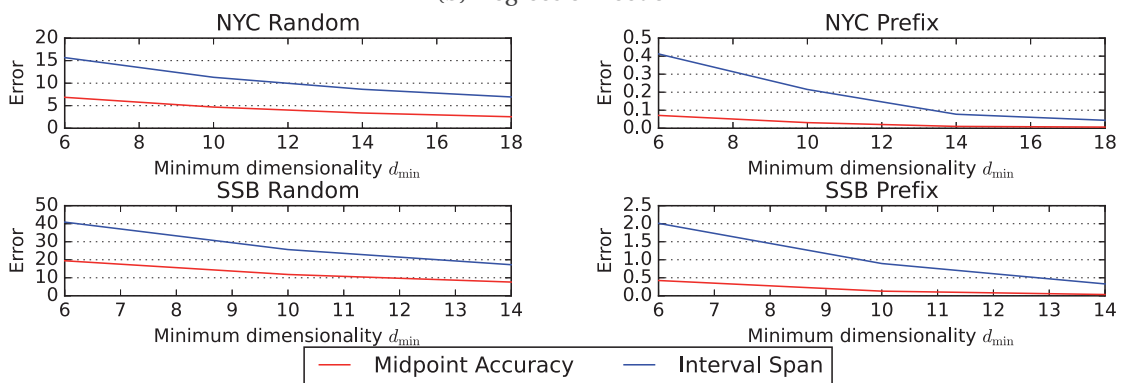 NYC Random
20
15
10
5
0
Error
6 8 10 12 14 16 18
Minimum dimensionality d_min
NYC Prefix
0.5
0.4
0.3
0.2
0.1
0.0
Error
6 8 10 12 14 16 18
Minimum dimensionality d_min
SSB Random
50
40
30
20
10
0
Error
6 7 8 9 10 11 12 13 14
Minimum dimensionality d_min
SSB Prefix
2.5
2.0
1.5
1.0
0.5
0.0
Error
6 7 8 9 10 11 12 13 14
Minimum dimensionality d_min
Midpoint Accuracy Interval Span